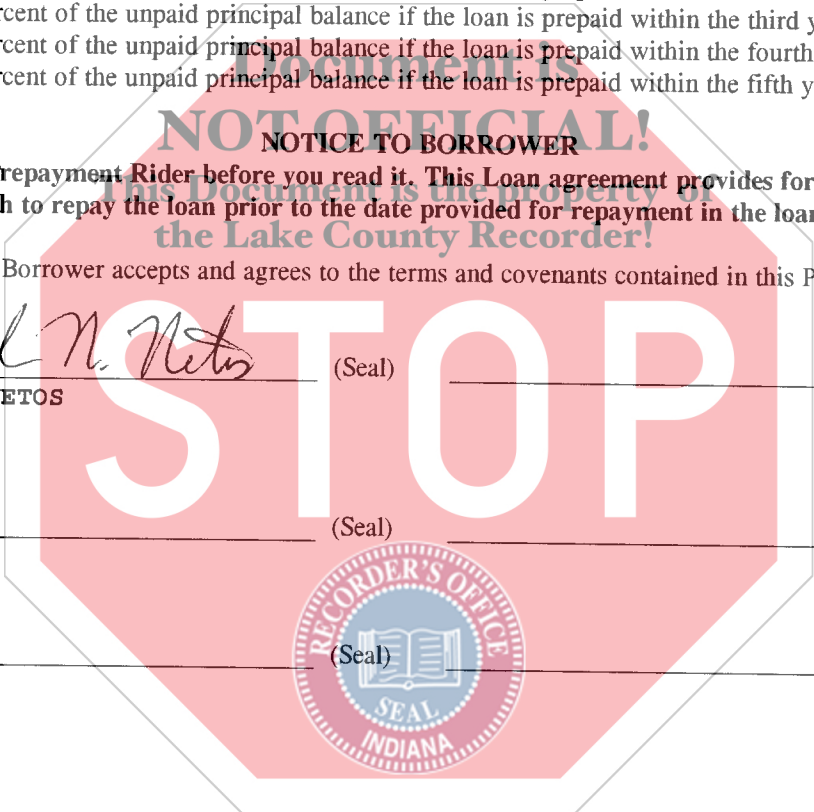 rcent of the unpaid principal balance if the loan is prepaid within the third y
rcent of the unpaid principal balance if the loan is prepaid within the fourth
rcent of the unpaid principal balance if the loan is prepaid within the fifth y
Document is
NOT OFFICIAL!
NOTICE TO BORROWER
repayment Rider before you read it. This Loan agreement provides for
This Document is the property of
h to repay the loan prior to the date provided for repayment in the loan
the Lake County Recorder!
Borrower accepts and agrees to the terms and covenants contained in this P
STOP
l N. Netos (Seal)
ETOS
(Seal)
RECORDER'S OFFICE
(Seal)
SEAL
INDIANA